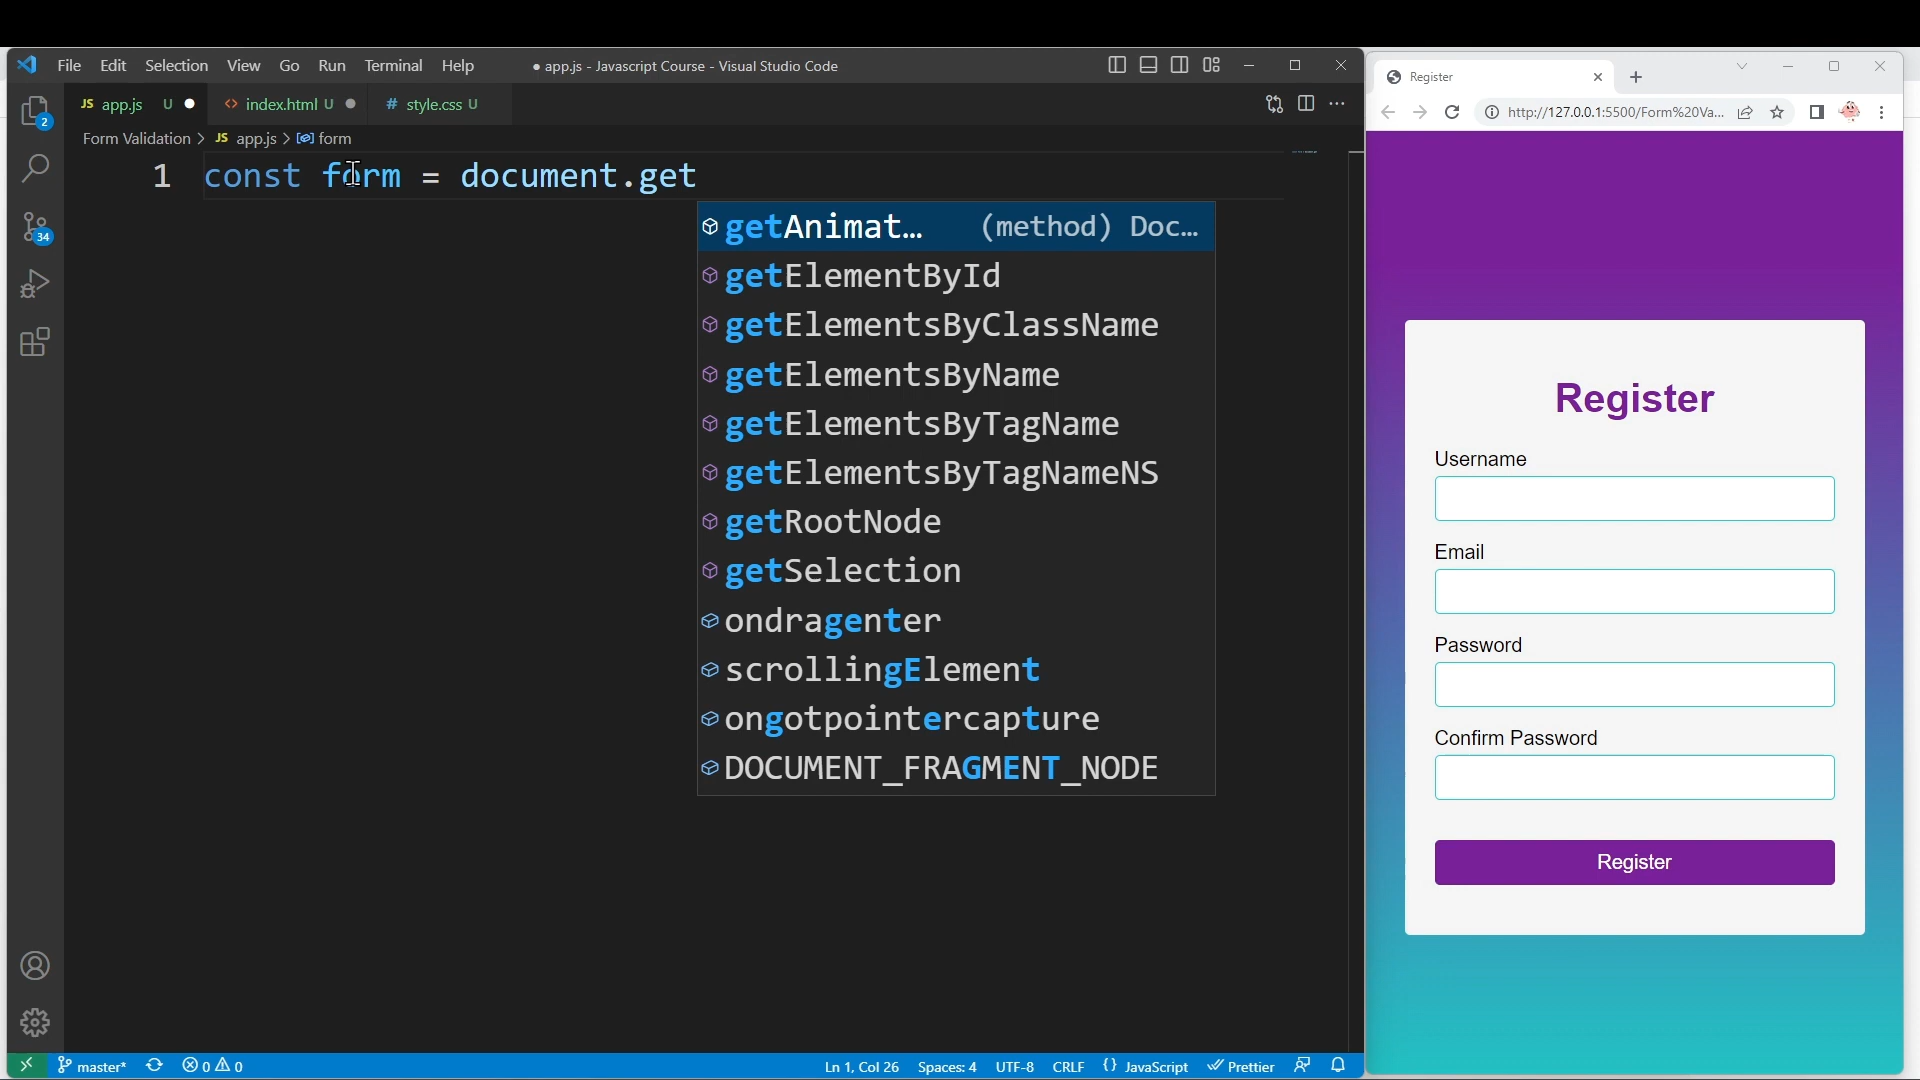 File Edit Selection View Go Run Terminal Help
● app.js - Javascript Course - Visual Studio Code
JS app.js U ●
<> index.html U ●
# style.css U
Form Validation > JS app.js > form
1 const form = document.get
getAnimat… (method) Doc…
getElementById
getElementsByClassName
getElementsByName
getElementsByTagName
getElementsByTagNameNS
getRootNode
getSelection
ondragenter
scrollingElement
ongotpointercapture
DOCUMENT_FRAGMENT_NODE
2
34
master* 0 0
Ln 1, Col 26 Spaces: 4 UTF-8 CRLF {} JavaScript Prettier
Register
http://127.0.0.1:5500/Form%20Va...
Register
Username
Email
Password
Confirm Password
Register